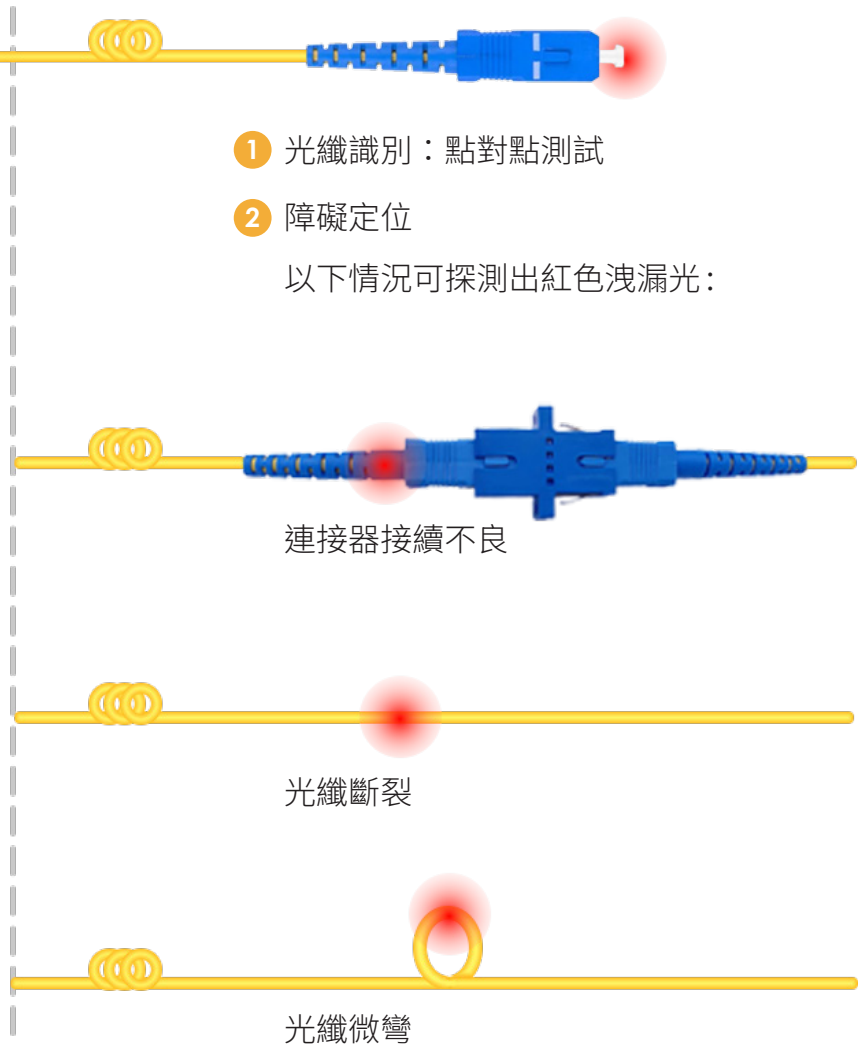 1 光纖識別：點對點測試
2 障礙定位
以下情況可探測出紅色洩漏光：
連接器接續不良
光纖斷裂
光纖微彎